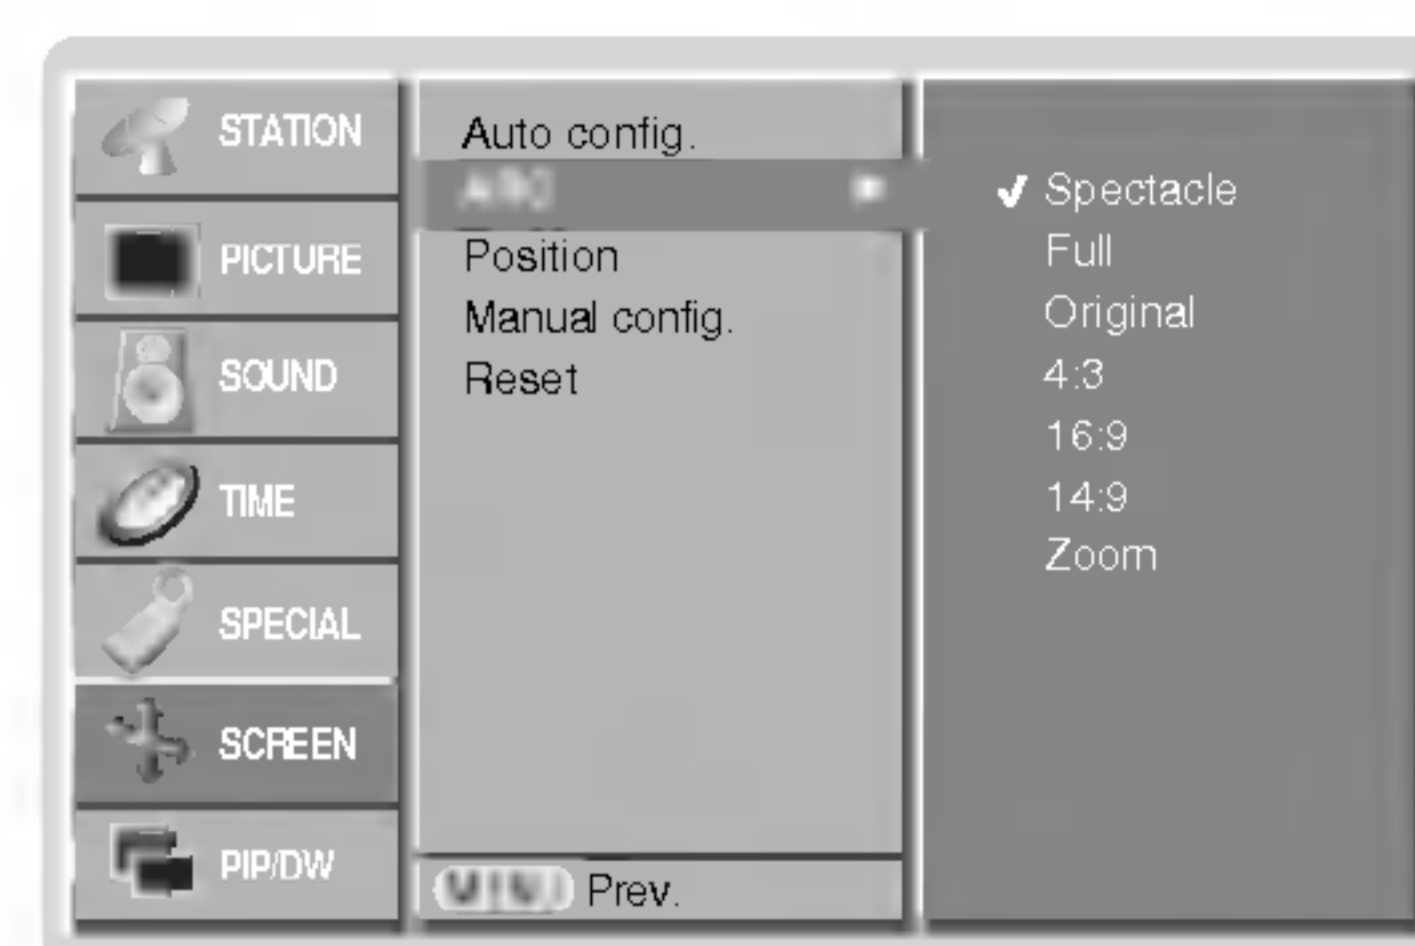 STATION
PICTURE
SOUND
TIME
SPECIAL
SCREEN
PIP/DW
Auto config.
Position
Manual config.
Reset
Prev.
Spectacle
Full
Original
4:3
16:9
14:9
Zoom